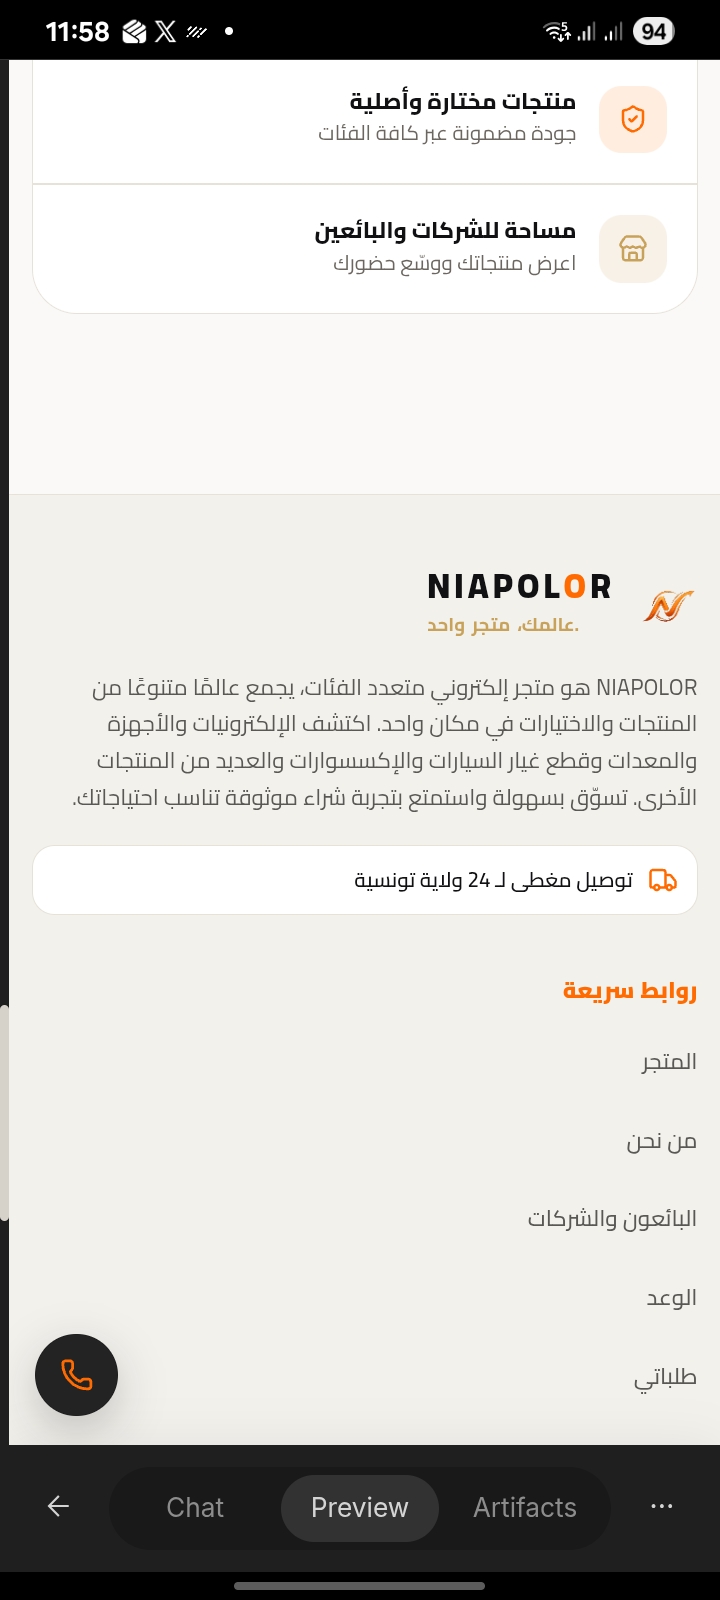 11:58
94
منتجات مختارة وأصلية
جودة مضمونة عبر كافة الفئات
مساحة للشركات والبائعين
اعرض منتجاتك ووسّع حضورك
NIAPOLOR
عالمك، متجر واحد.
NIAPOLOR هو متجر إلكتروني متعدد الفئات، يجمع عالمًا متنوعًا من
المنتجات والاختيارات في مكان واحد. اكتشف الإلكترونيات والأجهزة
والمعدات وقطع غيار السيارات والإكسسوارات والعديد من المنتجات
الأخرى. تسوّق بسهولة واستمتع بتجربة شراء موثوقة تناسب احتياجاتك.
توصيل مغطى لـ 24 ولاية تونسية
روابط سريعة
المتجر
من نحن
البائعون والشركات
الوعد
طلباتي
Chat
Preview
Artifacts